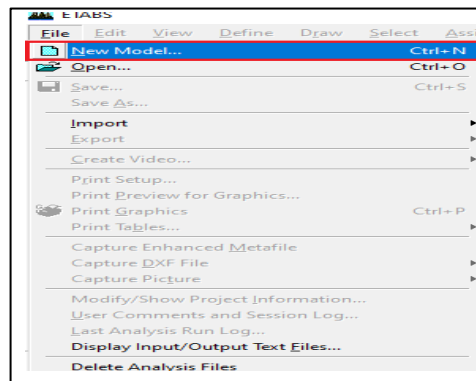 ETABS
File Edit View Define Draw Select Assi
New Model... Ctrl+N
Open... Ctrl+O
Save... Ctrl+S
Save As...
Import
Export
Create Video...
Print Setup...
Print Preview for Graphics...
Print Graphics Ctrl+P
Print Tables...
Capture Enhanced Metafile
Capture DXF File
Capture Picture
Modify/Show Project Information...
User Comments and Session Log...
Last Analysis Run Log...
Display Input/Output Text Files...
Delete Analysis Files